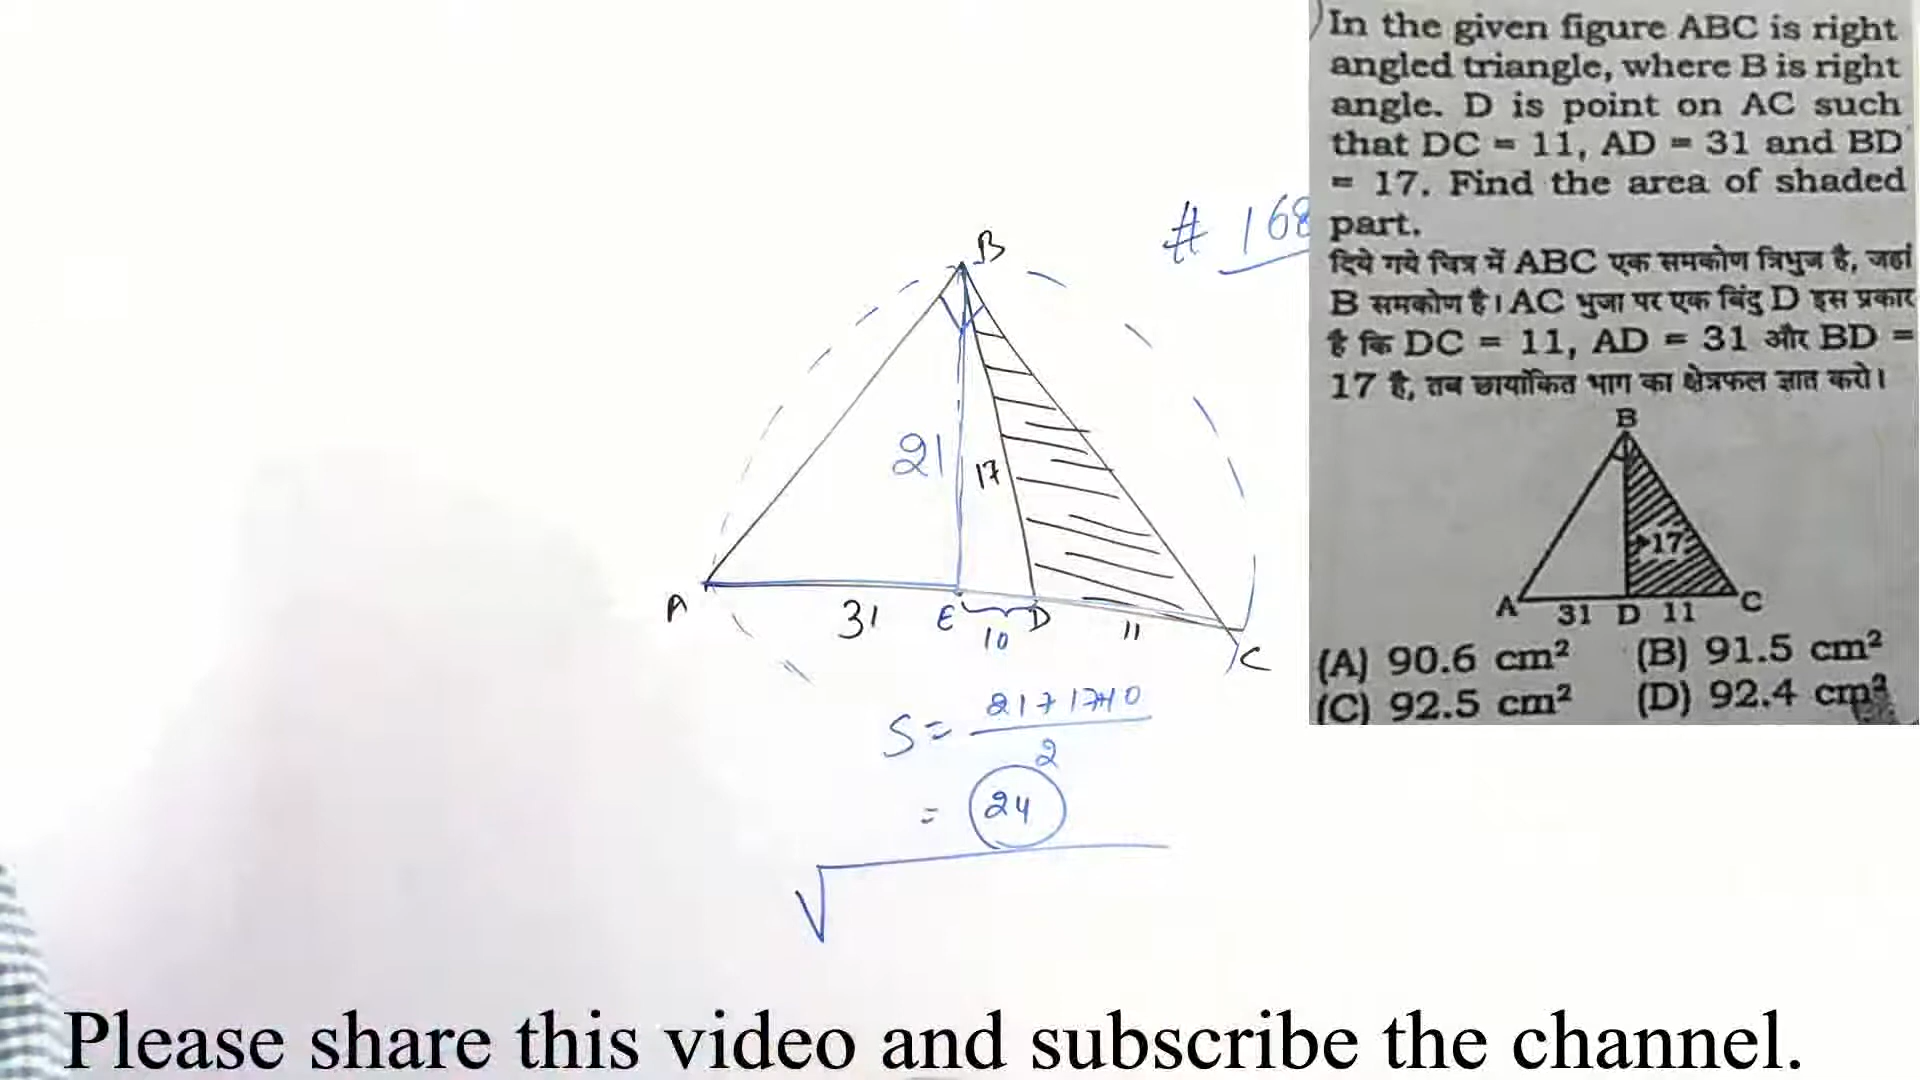 In the given figure ABC is right
angled triangle, where B is right
angle. D is point on AC such
that DC = 11, AD = 31 and BD
= 17. Find the area of shaded
part.
दिये गये चित्र में ABC एक समकोण त्रिभुज है, जहां
B समकोण है। AC भुजा पर एक बिंदु D इस प्रकार
है कि DC = 11, AD = 31 और BD =
17 है, तब छायांकित भाग का क्षेत्रफल ज्ञात करो।
B
17
A 31 D 11 C
(A) 90.6 cm² (B) 91.5 cm²
(C) 92.5 cm² (D) 92.4 cm²
# 168
B
21 17
A 31 E 10 D 11 C
S = 21+17+10
2
= 24
√
Please share this video and subscribe the channel.